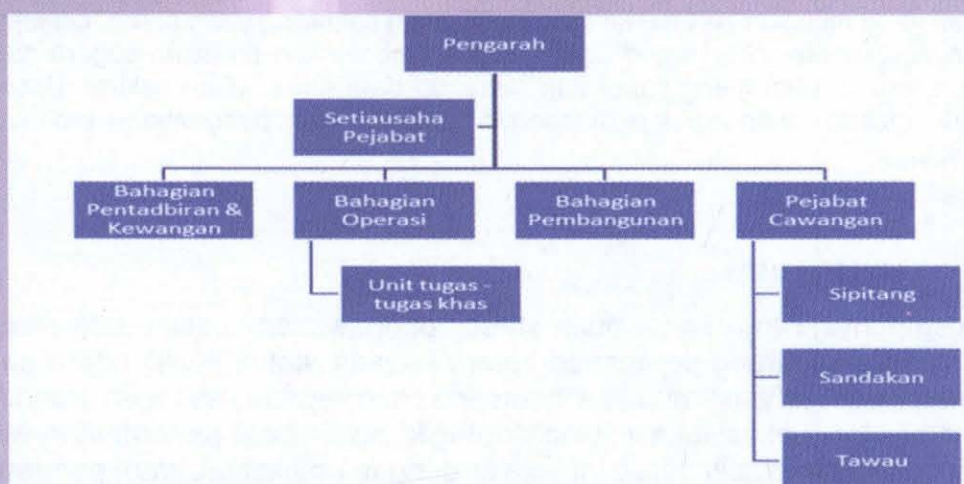 Pengarah
Setiausaha
Pejabat
Bahagian
Pentadbiran &
Kewangan
Bahagian
Operasi
Unit tugas -
tugas khas
Bahagian
Pembangunan
Pejabat
Cawangan
Sipitang
Sandakan
Tawau